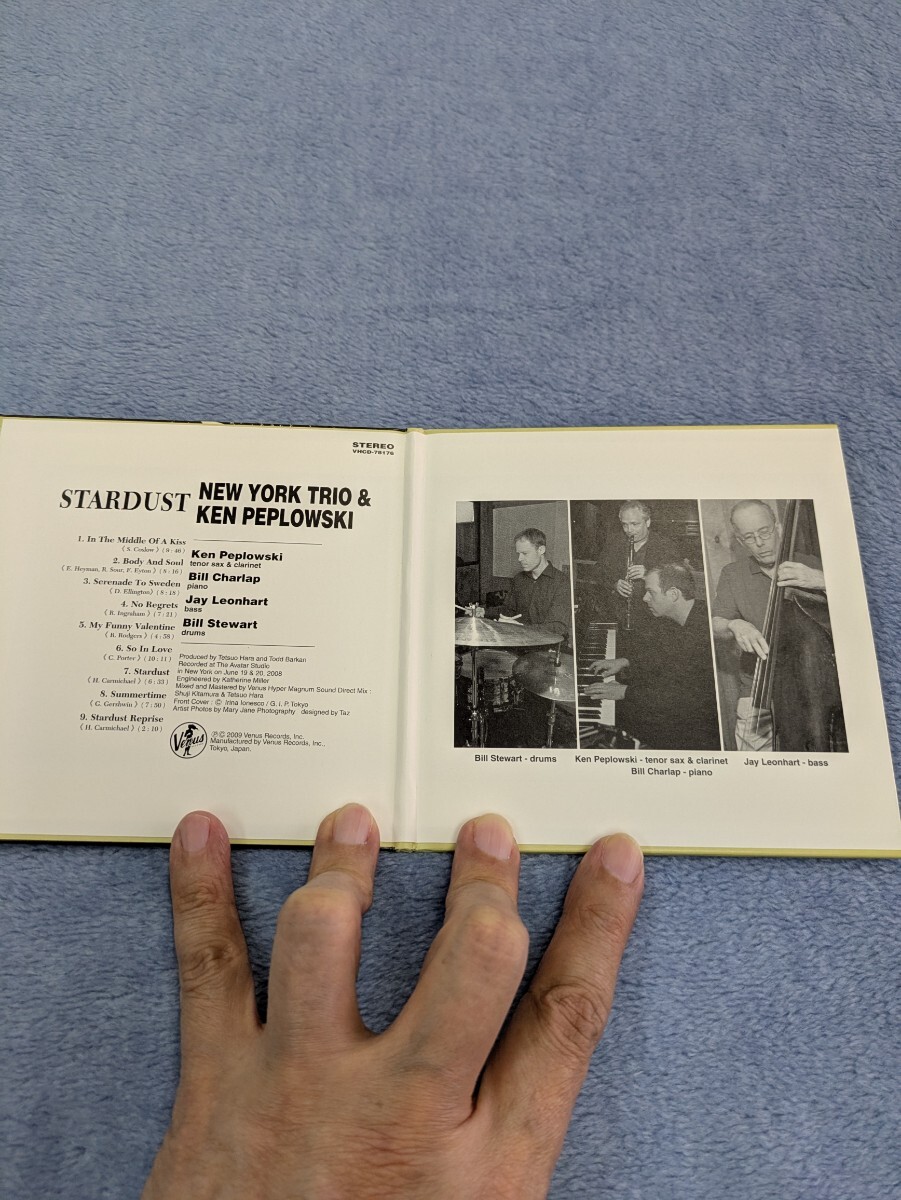 STEREO
VHCD-78175
STARDUST
NEW YORK TRIO &
KEN PEPLOWSKI
1. In The Middle Of A Kiss
( S. Coslow ) ( 8 : 46 )
2. Body And Soul
( E. Heyman, R. Sour, F. Eyton ) ( 8 : 16 )
3. Serenade To Sweden
( D. Ellington ) ( 8 : 18 )
4. No Regrets
( R. Ingraham ) ( 7 : 21 )
5. My Funny Valentine
( R. Rodgers ) ( 4 : 58 )
6. So In Love
( C. Porter ) ( 10 : 11 )
7. Stardust
( H. Carmichael ) ( 6 : 33 )
8. Summertime
( G. Gershwin ) ( 7 : 50 )
9. Stardust Reprise
( H. Carmichael ) ( 2 : 10 )
Ken Peplowski
tenor sax & clarinet
Bill Charlap
piano
Jay Leonhart
bass
Bill Stewart
drums
Produced by Tetsuo Hara and Todd Barkan
Recorded at The Avatar Studio
in New York on June 19 & 20, 2008
Engineered by Katherine Miller
Mixed and Mastered by Venus Hyper Magnum Sound Direct Mix :
Shuji Kitamura & Tetsuo Hara
Front Cover : © Irina Ionesco / G. I. P. Tokyo
Artist Photos by Mary Jane Photography designed by Taz
Venus
℗© 2009 Venus Records, Inc.
Manufactured by Venus Records, Inc.,
Tokyo, Japan.
Bill Stewart - drums
Ken Peplowski - tenor sax & clarinet
Bill Charlap - piano
Jay Leonhart - bass